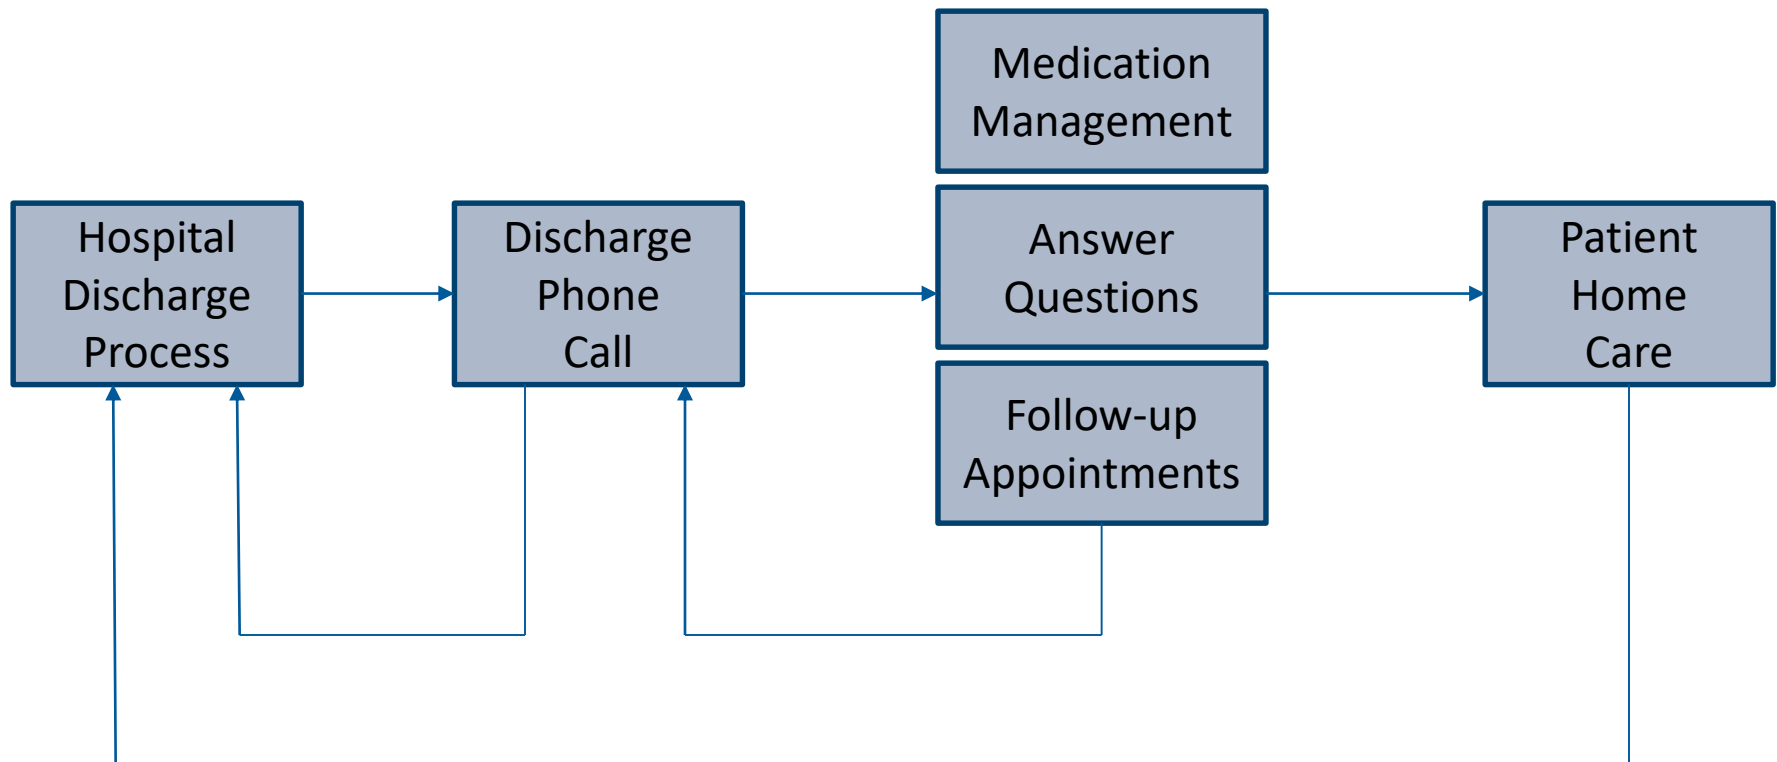 Medication
Management
Hospital
Discharge
Process
Discharge
Phone
Call
Answer
Questions
Patient
Home
Care
Follow-up
Appointments